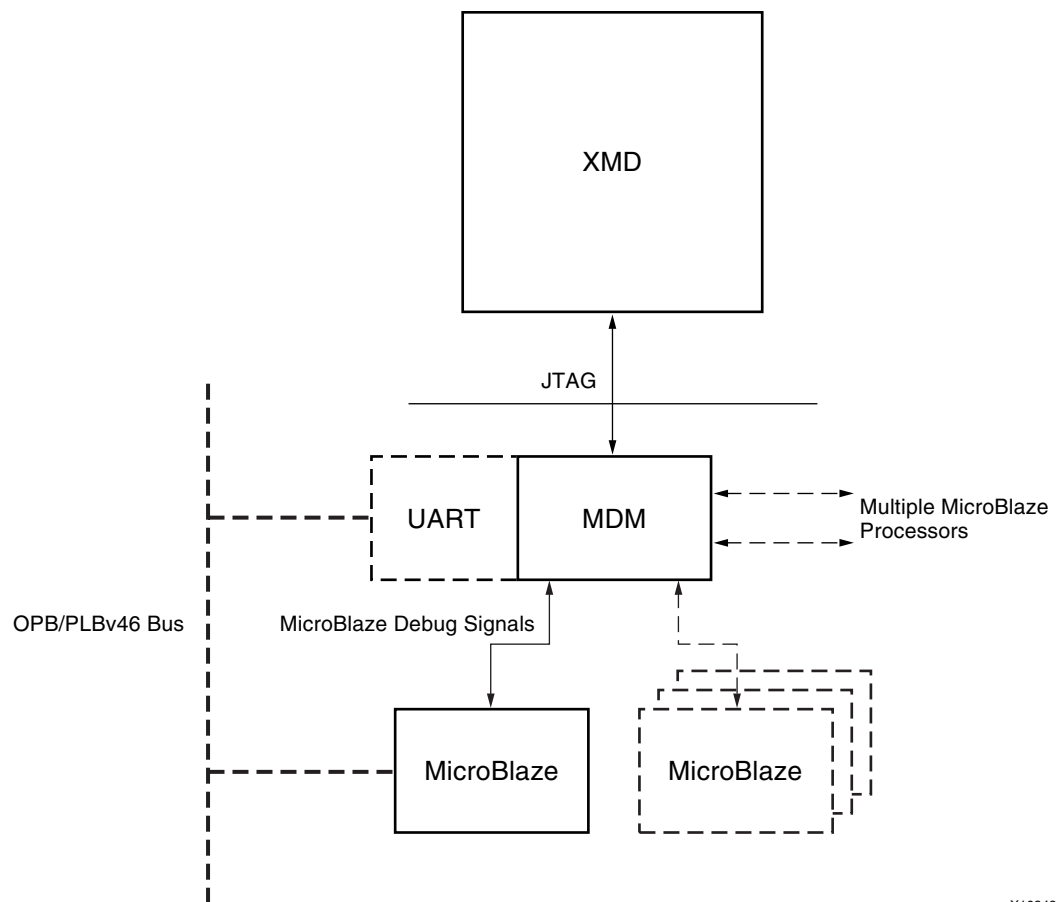 XMD
JTAG
UART
MDM
Multiple MicroBlaze
Processors
OPB/PLBv46 Bus
MicroBlaze Debug Signals
MicroBlaze
MicroBlaze